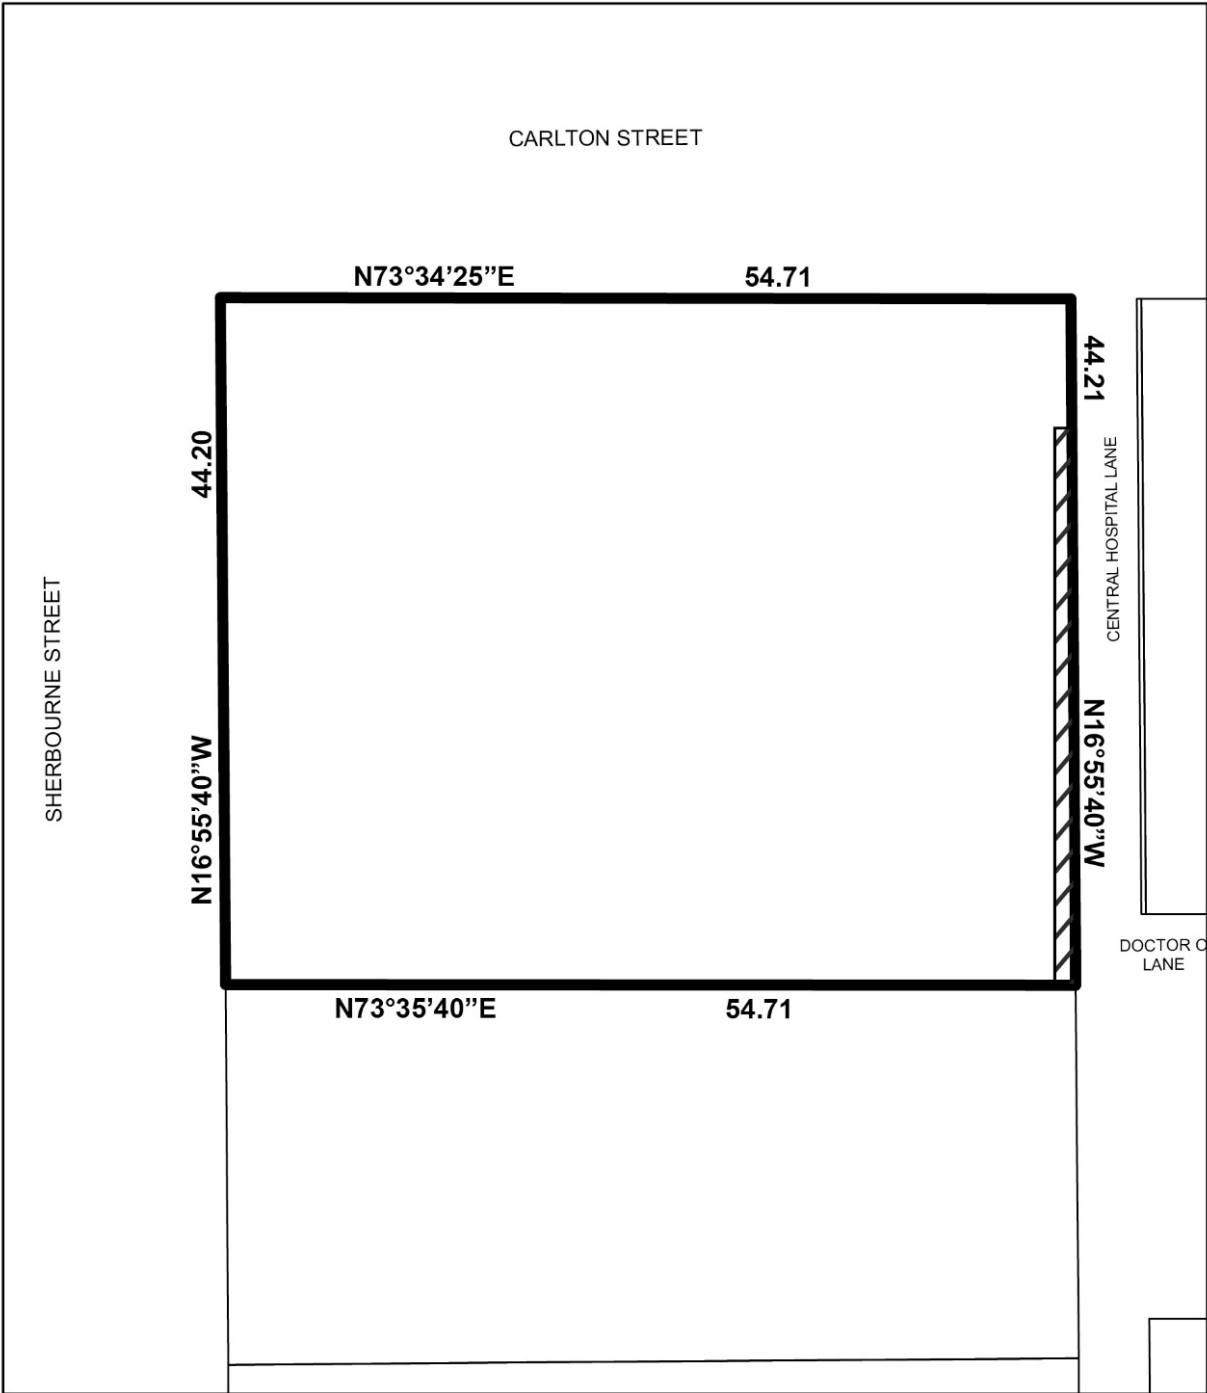 CARLTON STREET
N73°34'25”E 54.71
44.21
44.20
CENTRAL HOSPITAL LANE
SHERBOURNE STREET
N16°55'40”W
N16°55'40”W
DOCTOR O
LANE
N73°35'40”E 54.71